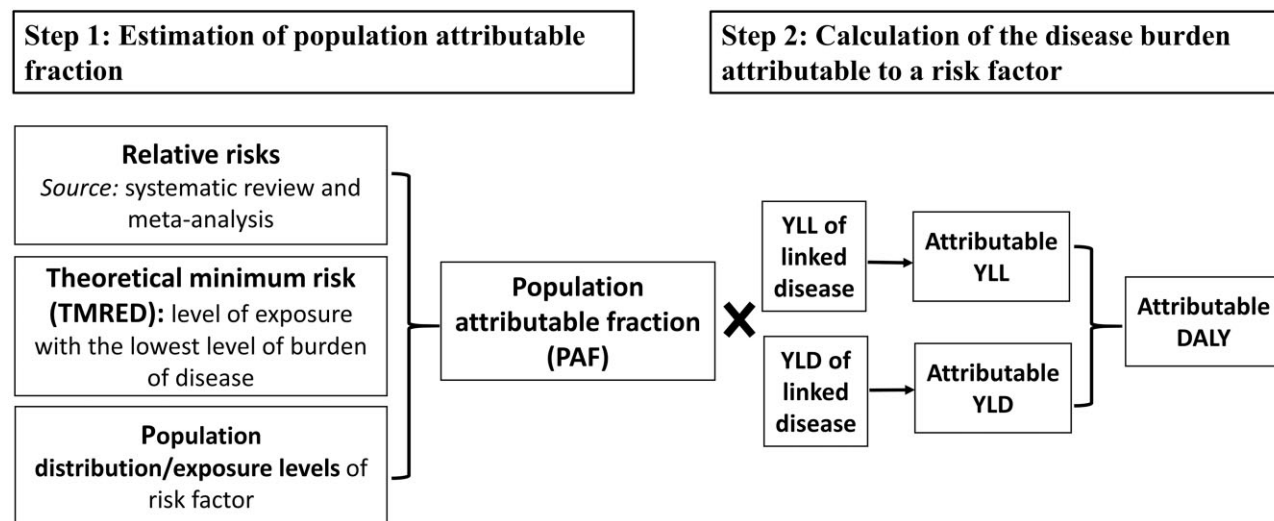 Step 1: Estimation of population attributable
fraction
Step 2: Calculation of the disease burden
attributable to a risk factor
Relative risks
Source: systematic review and
meta-analysis
Theoretical minimum risk
(TMRED): level of exposure
with the lowest level of burden
of disease
Population
distribution/exposure levels of
risk factor
Population
attributable fraction
(PAF)
YLL of
linked
disease
YLD of
linked
disease
Attributable
YLL
Attributable
YLD
Attributable
DALY